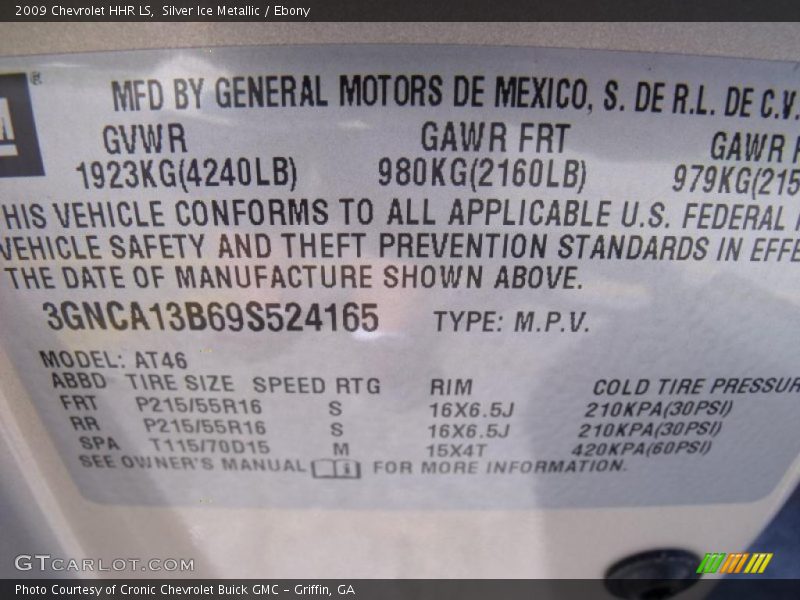 2009 Chevrolet HHR LS,  Silver Ice Metallic / Ebony
®
MFD BY GENERAL MOTORS DE MEXICO, S. DE R.L. DE C.V.
GVWR GAWR FRT GAWR
1923KG(4240LB) 980KG(2160LB) 979KG(215
HIS VEHICLE CONFORMS TO ALL APPLICABLE U.S. FEDERAL
VEHICLE SAFETY AND THEFT PREVENTION STANDARDS IN EFFE
THE DATE OF MANUFACTURE SHOWN ABOVE.
3GNCA13B69S524165 TYPE: M.P.V.
MODEL: AT46
ABBD TIRE SIZE SPEED RTG RIM COLD TIRE PRESSUR
FRT P215/55R16 S 16X6.5J 210KPA(30PSI)
RR P215/55R16 S 16X6.5J 210KPA(30PSI)
SPA T115/70D15 M 15X4T 420KPA(60PSI)
SEE OWNER'S MANUAL FOR MORE INFORMATION.
GTCARLOT.COM
Photo Courtesy of Cronic Chevrolet Buick GMC - Griffin, GA